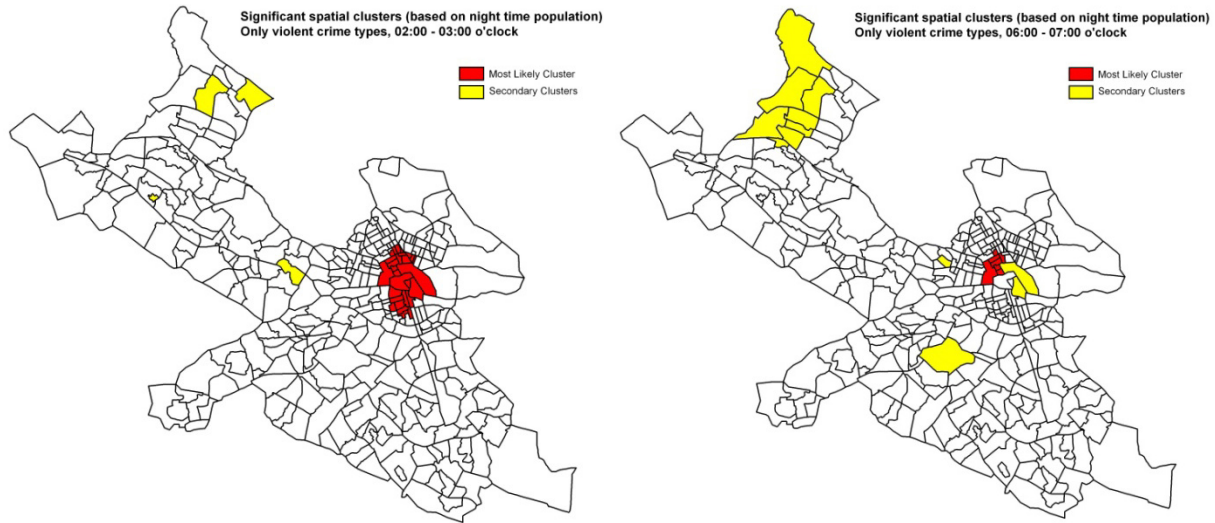 Significant spatial clusters (based on night time population)
Only violent crime types, 02:00 - 03:00 o'clock
Most Likely Cluster
Secondary Clusters
Significant spatial clusters (based on night time population)
Only violent crime types, 06:00 - 07:00 o'clock
Most Likely Cluster
Secondary Clusters